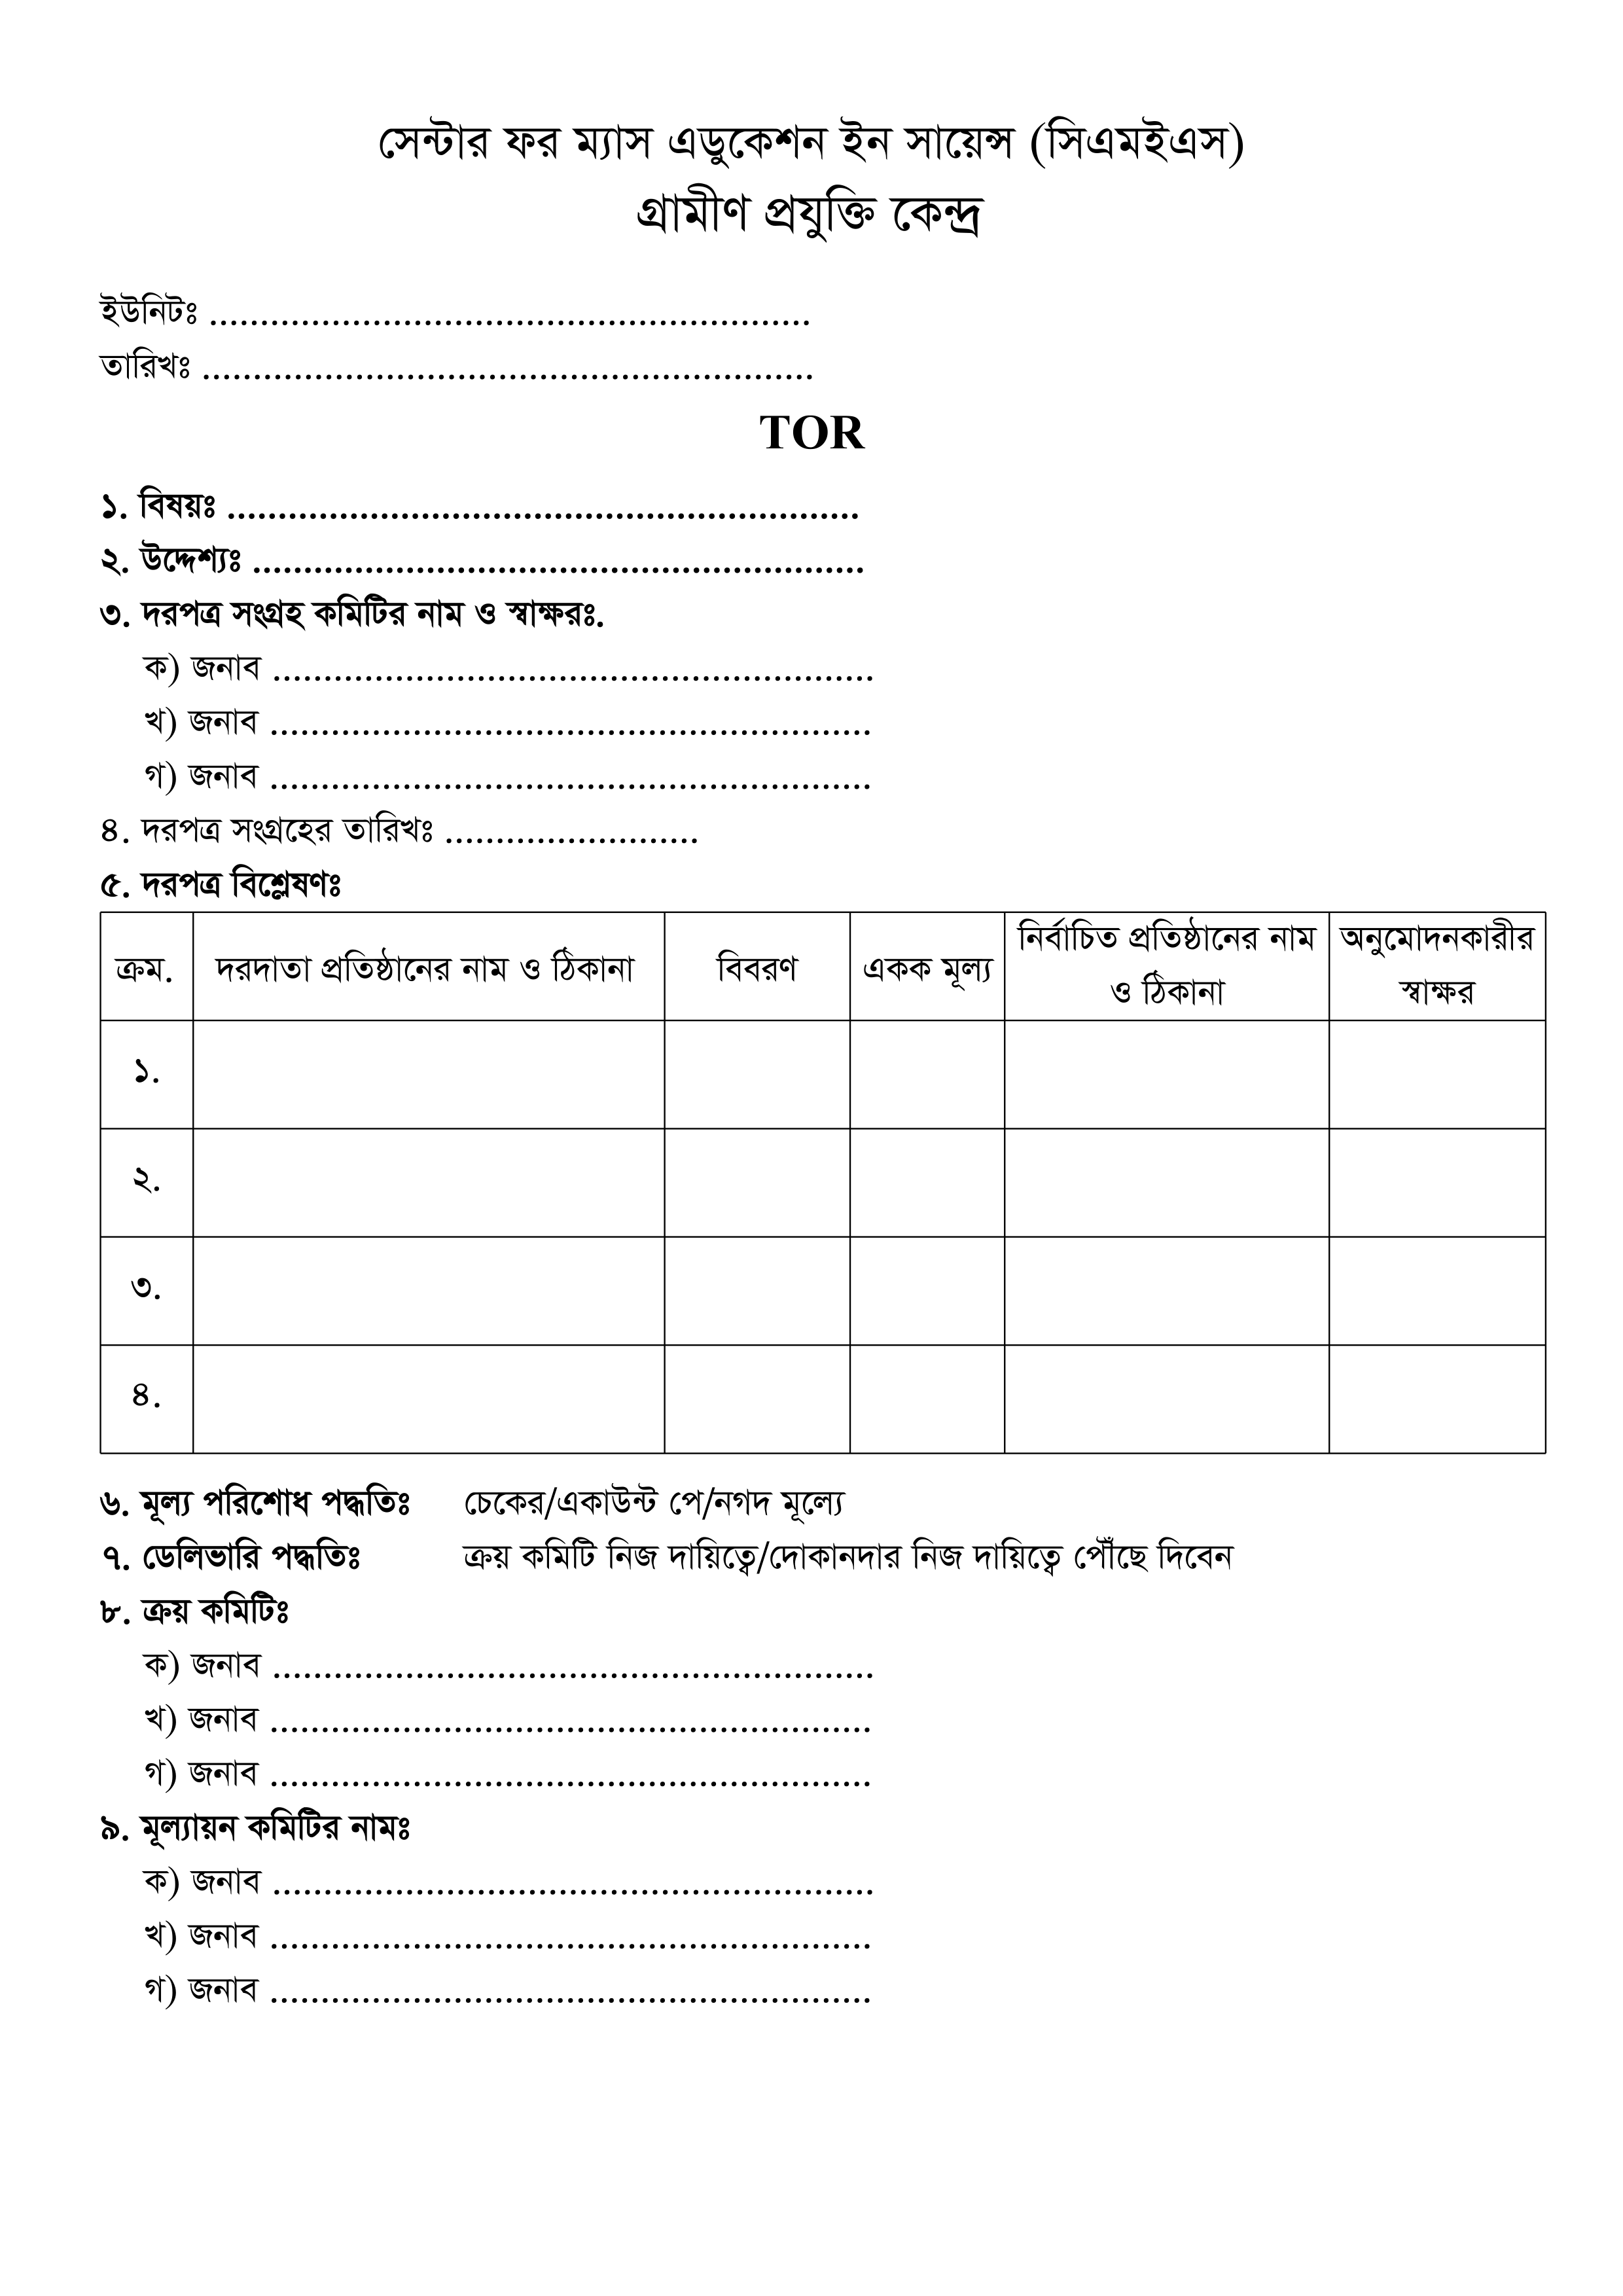 সেন্টার ফর ম্যাস এডুকেশন ইন সায়েন্স (সিএমইএস)
গ্রামীণ প্রযুক্তি কেন্দ্র
ইউনিটঃ ...........................................................
তারিখঃ ............................................................
TOR
১. বিষয়ঃ ..............................................................
২. উদ্দেশ্যঃ ............................................................
৩. দরপত্র সংগ্রহ কমিটির নাম ও স্বাক্ষরঃ.
ক) জনাব ...........................................................
খ) জনাব ...........................................................
গ) জনাব ...........................................................
৪. দরপত্র সংগ্রহের তারিখঃ .........................
৫. দরপত্র বিশ্লেষণঃ
ক্রম. দরদাতা প্রতিষ্ঠানের নাম ও ঠিকানা বিবরণ একক মূল্য নির্বাচিত প্রতিষ্ঠানের নাম ও ঠিকানা অনুমোদনকারীর স্বাক্ষর
১.
২.
৩.
৪.
৬. মূল্য পরিশোধ পদ্ধতিঃ চেকের/একাউন্ট পে/নগদ মূল্যে
৭. ডেলিভারি পদ্ধতিঃ ক্রয় কমিটি নিজ দায়িত্বে/দোকানদার নিজ দায়িত্বে পৌঁছে দিবেন
৮. ক্রয় কমিটিঃ
ক) জনাব ...........................................................
খ) জনাব ...........................................................
গ) জনাব ...........................................................
৯. মূল্যায়ন কমিটির নামঃ
ক) জনাব ...........................................................
খ) জনাব ...........................................................
গ) জনাব ...........................................................